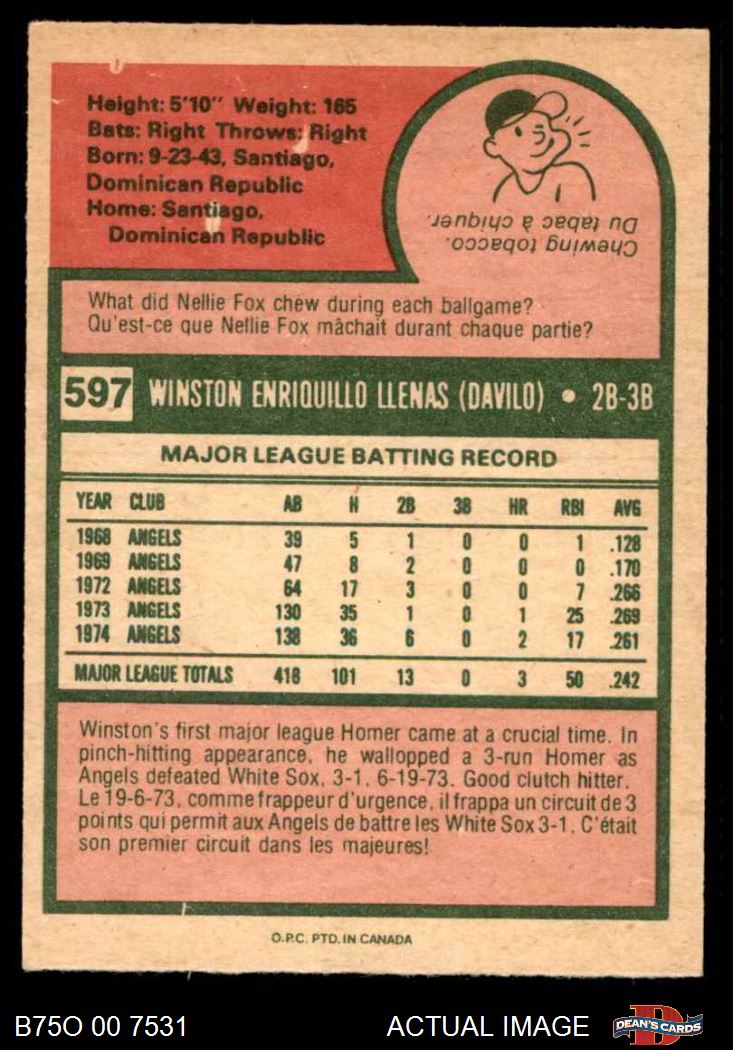 Height: 5'10" Weight: 165
Bats: Right Throws: Right
Born: 9-23-43, Santiago,
Dominican Republic
Home: Santiago,
Dominican Republic
Chewing tobacco.
Du tabac à chiquer.
What did Nellie Fox chew during each ballgame?
Qu'est-ce que Nellie Fox mâchait durant chaque partie?
597 WINSTON ENRIQUILLO LLENAS (DAVILO) • 2B-3B
MAJOR LEAGUE BATTING RECORD
YEAR CLUB AB H 2B 3B HR RBI AVG
1968 ANGELS 39 5 1 0 0 1 .128
1969 ANGELS 47 8 2 0 0 0 .170
1972 ANGELS 64 17 3 0 0 7 .266
1973 ANGELS 130 35 1 0 1 25 .269
1974 ANGELS 138 36 6 0 2 17 .261
MAJOR LEAGUE TOTALS 418 101 13 0 3 50 .242
Winston's first major league Homer came at a crucial time. In
pinch-hitting appearance, he wallopped a 3-run Homer as
Angels defeated White Sox, 3-1, 6-19-73. Good clutch hitter.
Le 19-6-73, comme frappeur d'urgence, il frappa un circuit de 3
points qui permit aux Angels de battre les White Sox 3-1. C'était
son premier circuit dans les majeures!
O.P.C. PTD. IN CANADA
B75O 00 7531 ACTUAL IMAGE DEAN'S CARDS